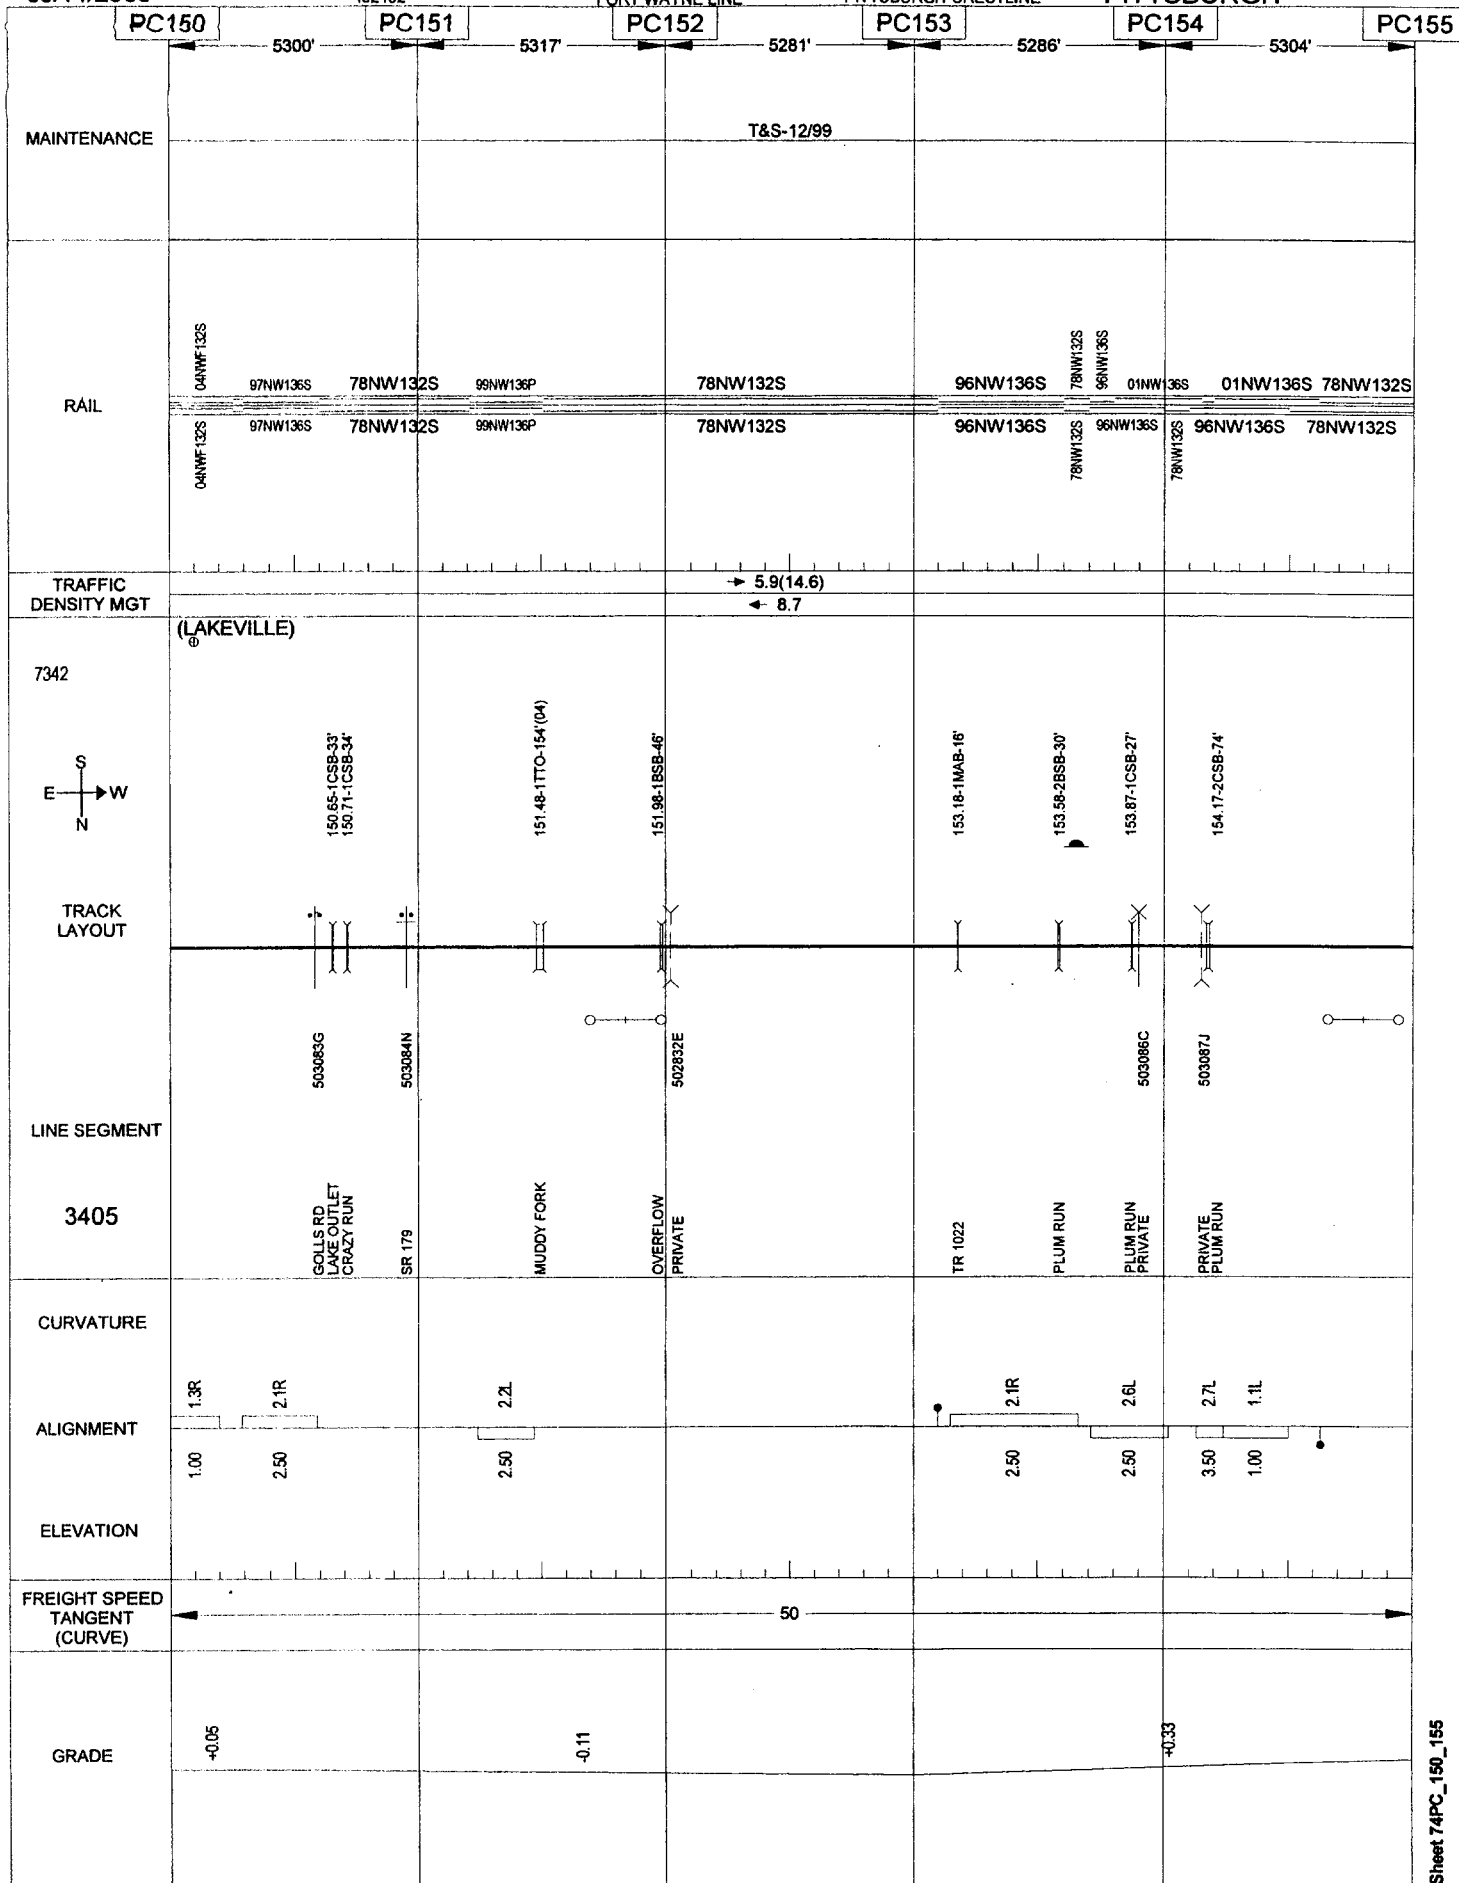 FORT WAYNE LINE
PITTSBURGH
PC150 PC151 PC152 PC153 PC154 PC155
5300' 5317' 5281' 5286' 5304'
MAINTENANCE
T&S-12/99
RAIL
04NWF132S 97NW136S 78NW132S 99NW136P 78NW132S 96NW136S 78NW132S 96NW136S 01NW136S 01NW136S 78NW132S
04NWF132S 97NW136S 78NW132S 99NW136P 78NW132S 96NW136S 78NW132S 96NW136S 78NW132S 96NW136S 78NW132S
TRAFFIC
DENSITY MGT
5.9(14.6)
8.7
(LAKEVILLE)
7342
S
E W
N
150.65-1CSB-33'
150.71-1CSB-34'
151.48-1TTO-154'(04)
151.98-1BSB-46'
153.18-1MAB-16'
153.58-2BSB-30'
153.87-1CSB-27'
154.17-2CSB-74'
TRACK
LAYOUT
503083G
503084N
502832E
503086C
503087J
LINE SEGMENT
3405
GOLLS RD
LAKE OUTLET
CRAZY RUN
SR 179
MUDDY FORK
OVERFLOW
PRIVATE
TR 1022
PLUM RUN
PLUM RUN
PRIVATE
PRIVATE
PLUM RUN
CURVATURE
1.3R 2.1R 2.2L 2.1R 2.6L 2.7L 1.1L
ALIGNMENT
1.00 2.50 2.50 2.50 2.50 3.50 1.00
ELEVATION
FREIGHT SPEED
TANGENT
(CURVE)
50
GRADE
+0.05 -0.11 +0.33
Sheet 74PC_150_155